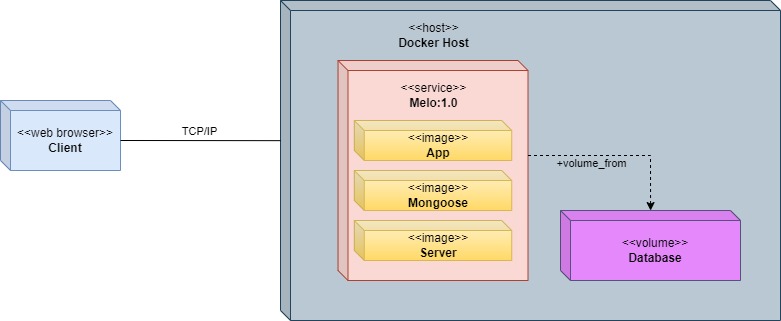 <<host>>
Docker Host
<<service>>
Melo:1.0
<<web browser>>
Client
TCP/IP
<<image>>
App
+volume_from
<<image>>
Mongoose
<<image>>
Server
<<volume>>
Database